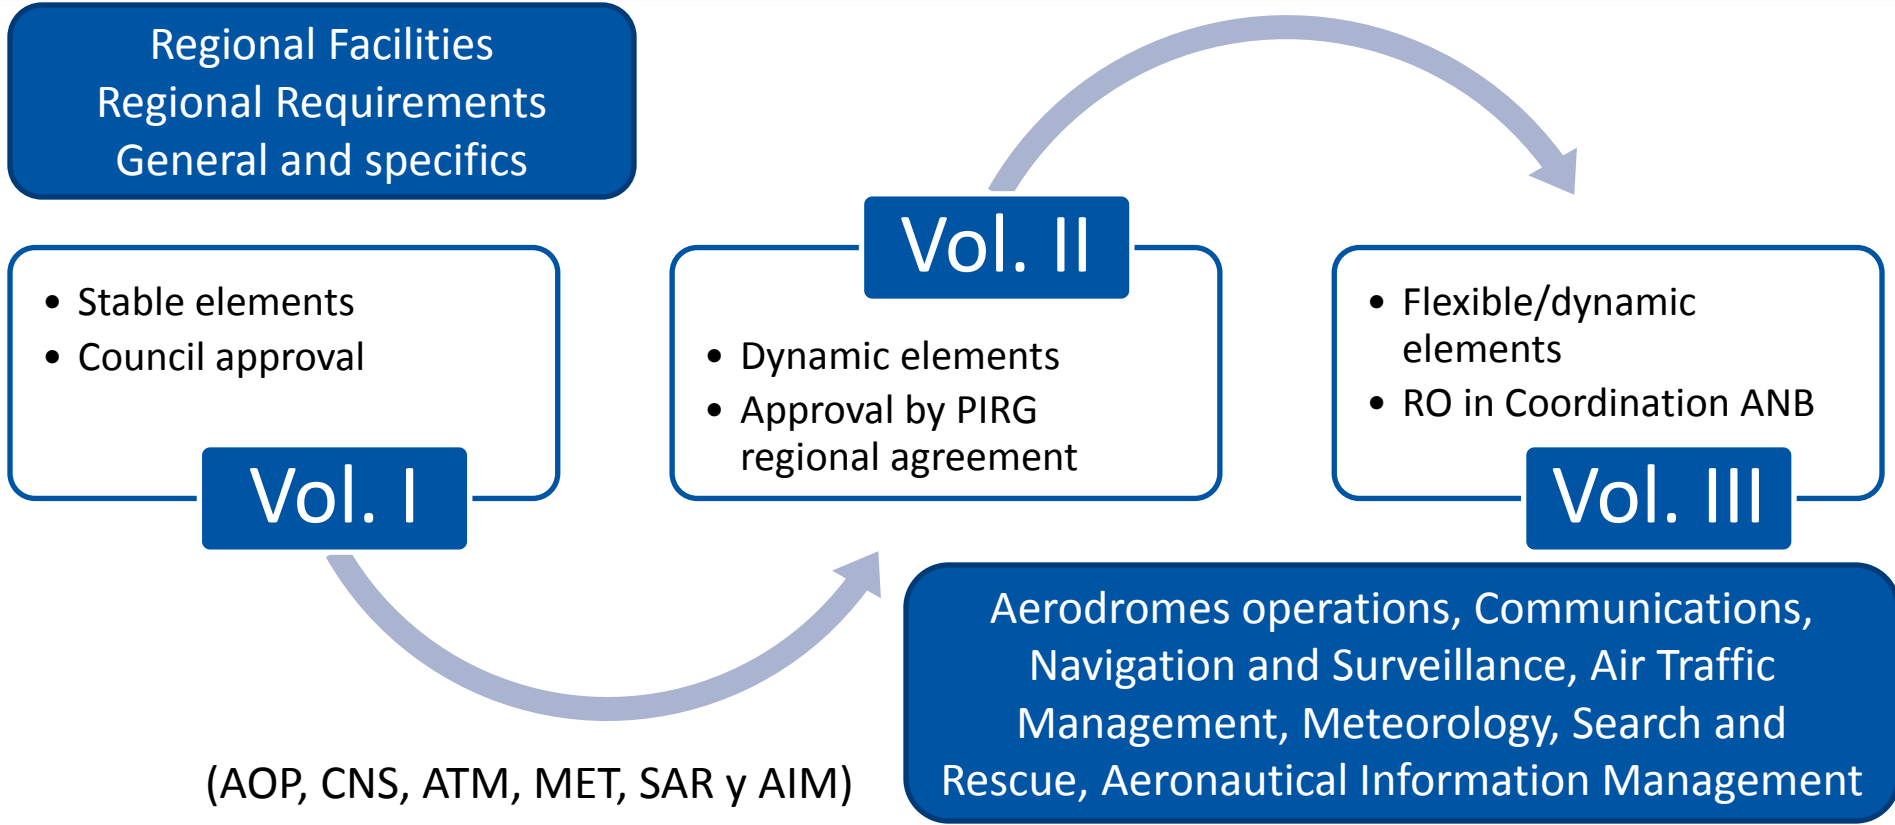 Regional Facilities
Regional Requirements
General and specifics
• Stable elements
• Council approval
Vol. I
Vol. II
• Dynamic elements
• Approval by PIRG
regional agreement
• Flexible/dynamic
elements
• RO in Coordination ANB
Vol. III
Aerodromes operations, Communications,
Navigation and Surveillance, Air Traffic
Management, Meteorology, Search and
Rescue, Aeronautical Information Management
(AOP, CNS, ATM, MET, SAR y AIM)